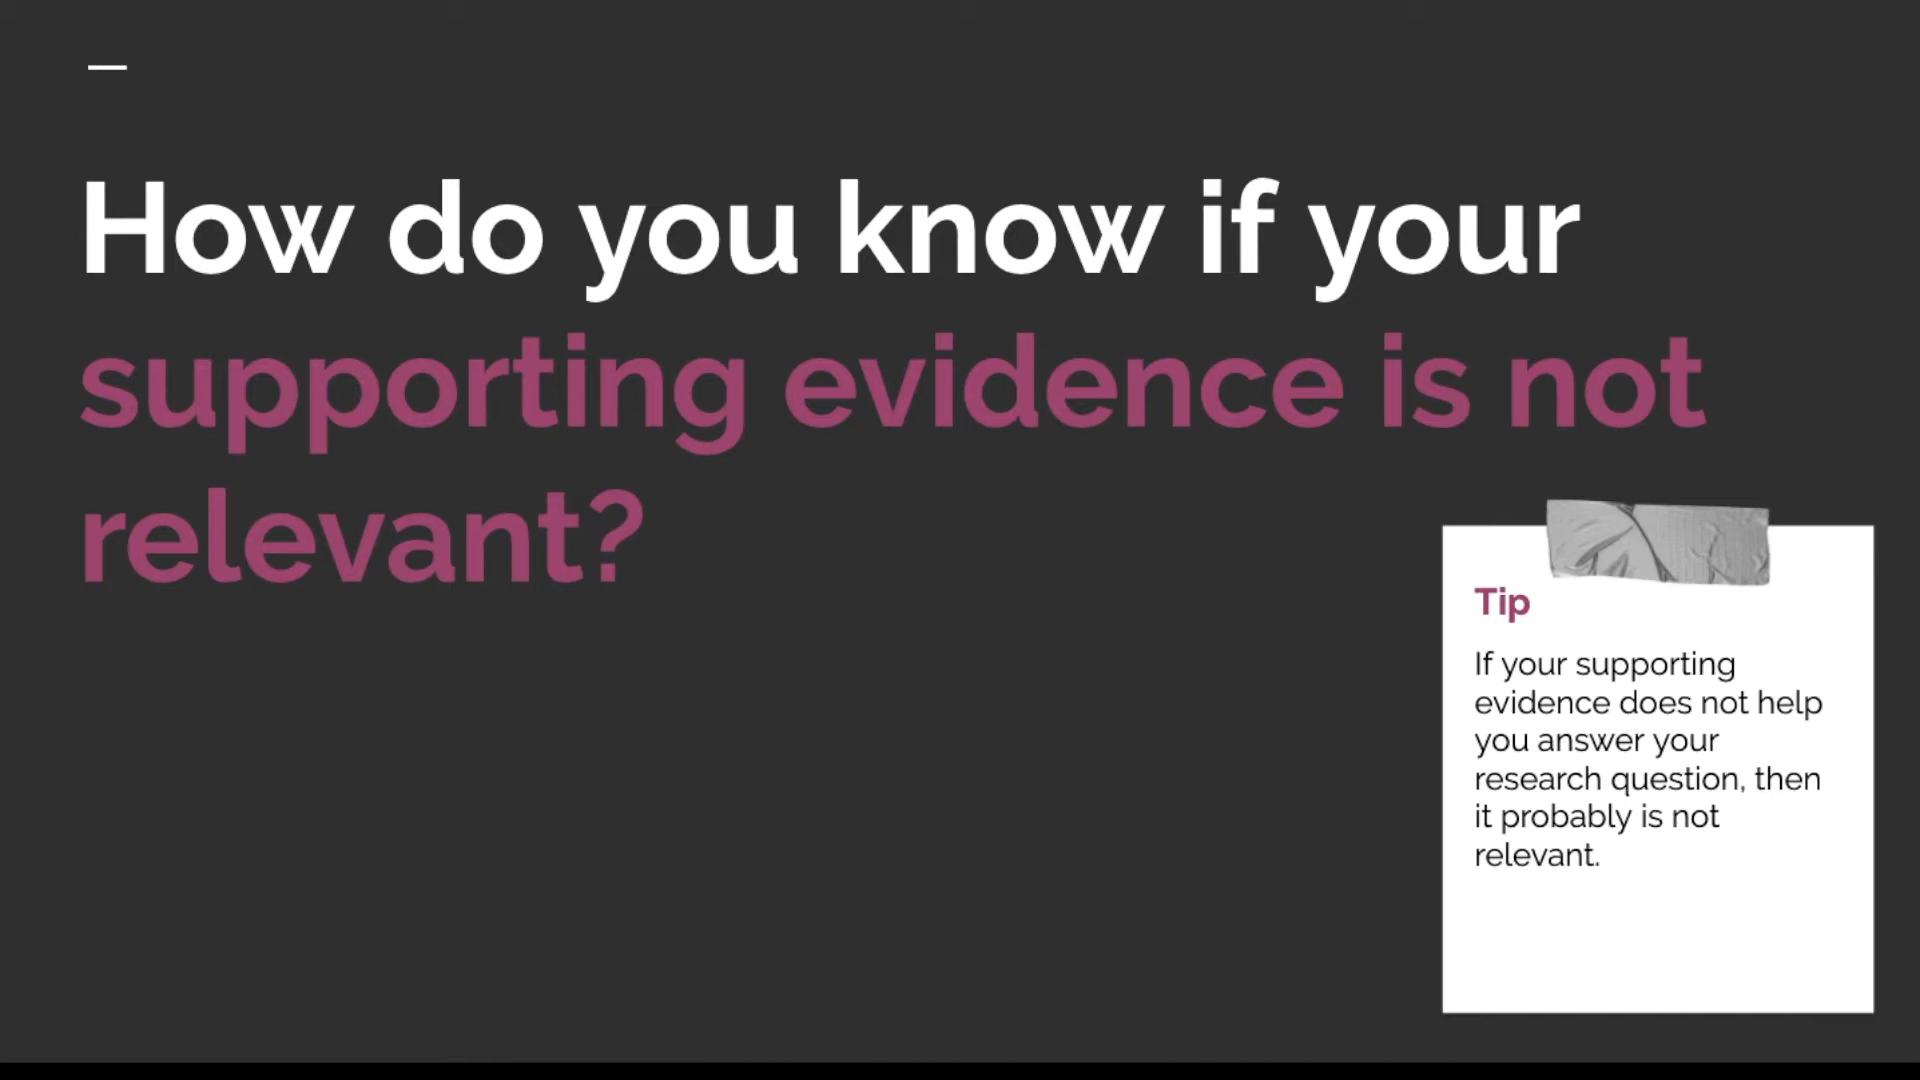 How do you know if your
supporting evidence is not
relevant?
Tip
If your supporting
evidence does not help
you answer your
research question, then
it probably is not
relevant.